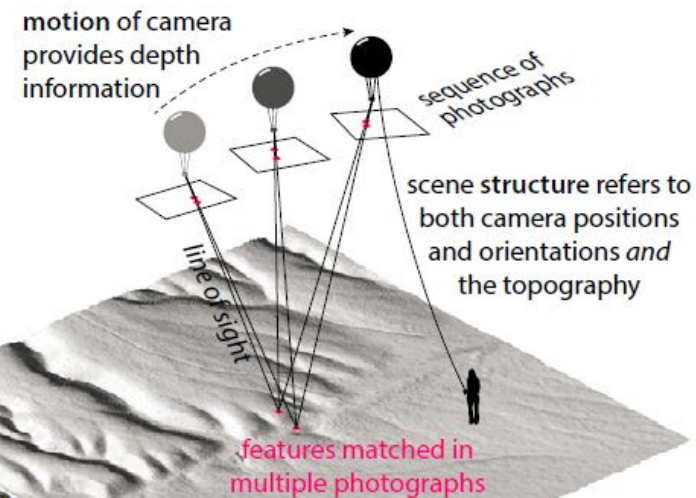 motion of camera
provides depth
information
sequence of
photographs
scene structure refers to
both camera positions
and orientations and
the topography
line of sight
features matched in
multiple photographs